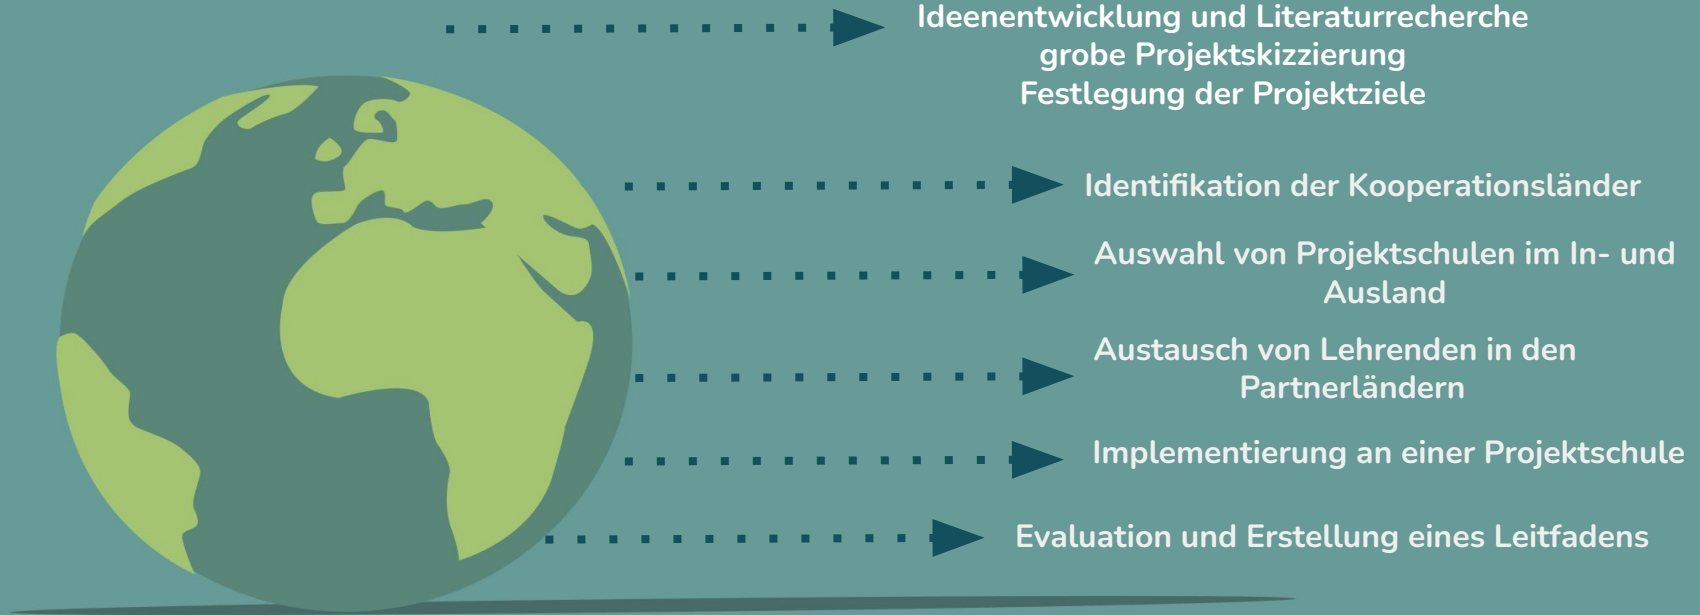 Ideenentwicklung und Literaturrecherche
grobe Projektskizzierung
Festlegung der Projektziele
Identifikation der Kooperationsländer
Auswahl von Projektschulen im In- und
Ausland
Austausch von Lehrenden in den
Partnerländern
Implementierung an einer Projektschule
Evaluation und Erstellung eines Leitfadens